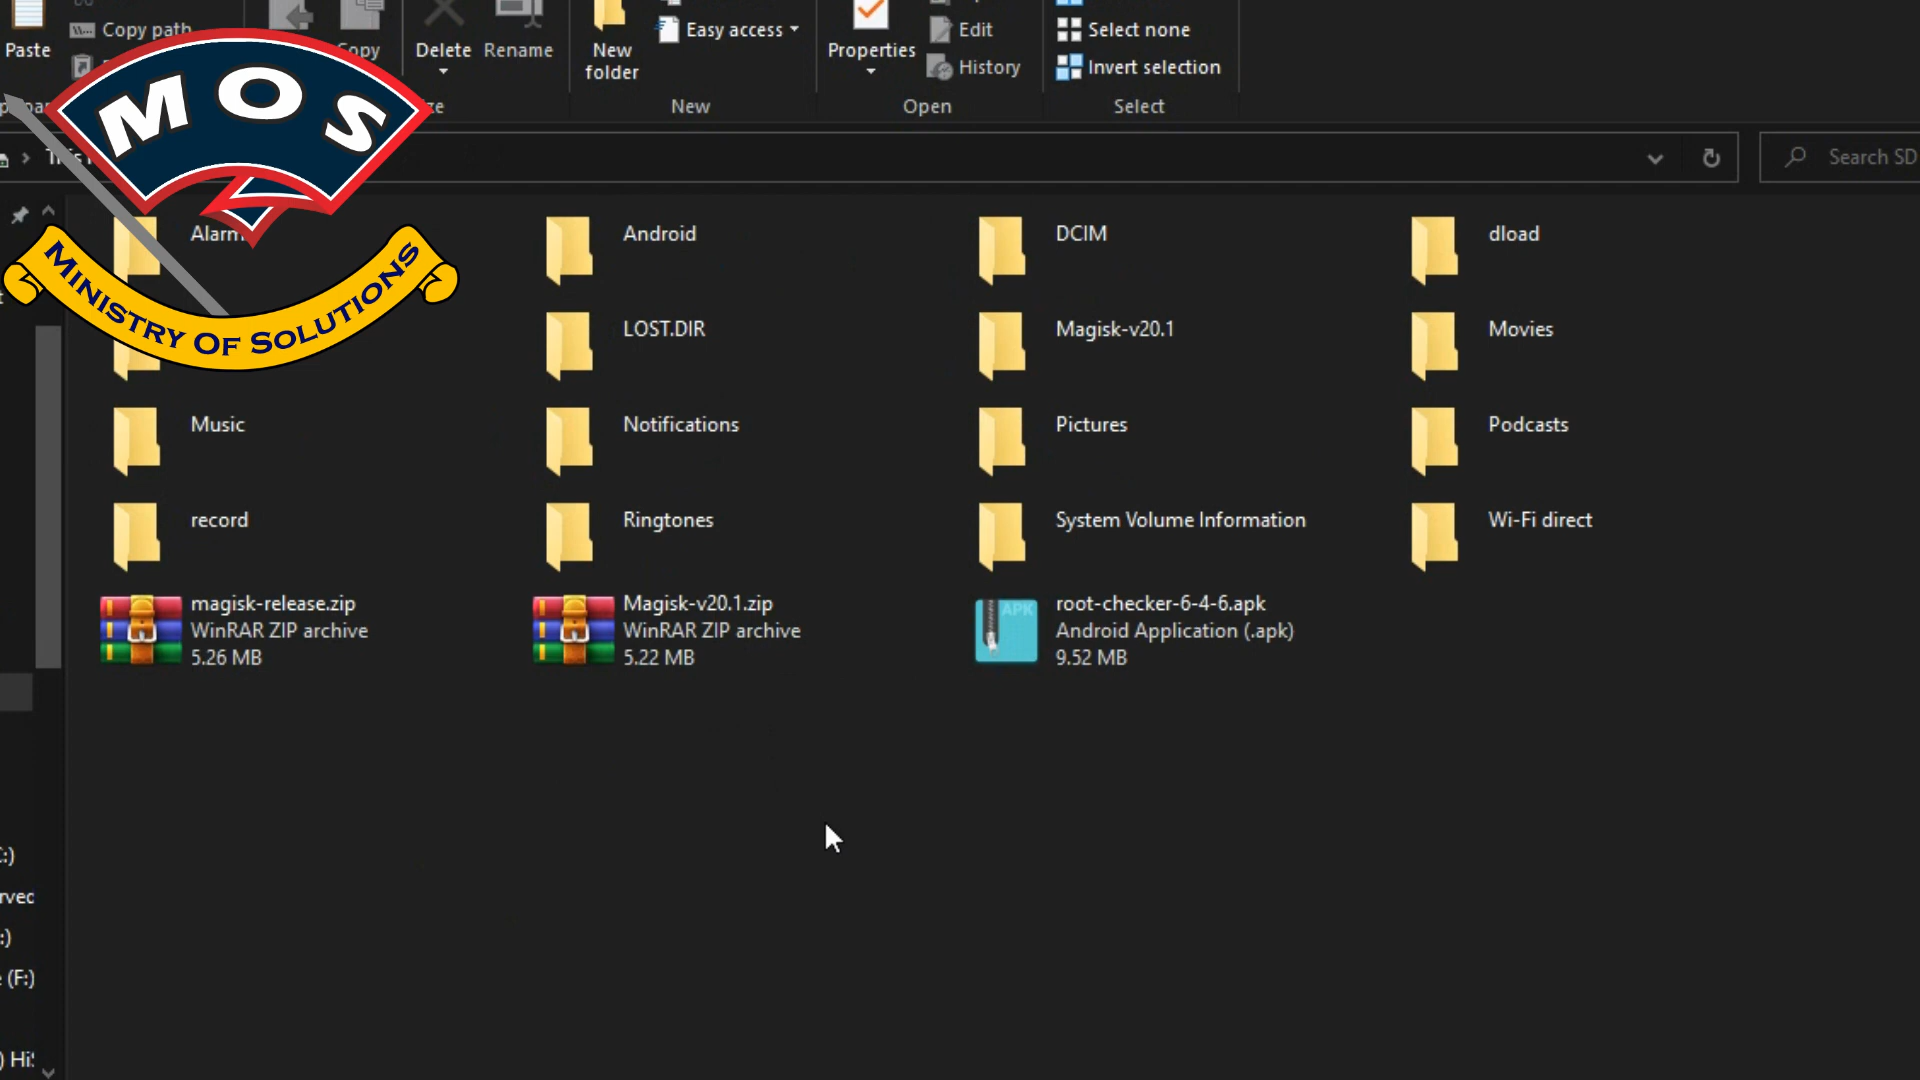 Paste
Copy path
Copy
Delete
Rename
New
folder
Easy access
Properties
Edit
History
Select none
Invert selection
New
Open
Select
Search SD
MOS
MINISTRY OF SOLUTIONS
Alarm
Android
DCIM
dload
LOST.DIR
Magisk-v20.1
Movies
Music
Notifications
Pictures
Podcasts
record
Ringtones
System Volume Information
Wi-Fi direct
magisk-release.zip
WinRAR ZIP archive
5.26 MB
Magisk-v20.1.zip
WinRAR ZIP archive
5.22 MB
root-checker-6-4-6.apk
Android Application (.apk)
9.52 MB
APK
(F:)